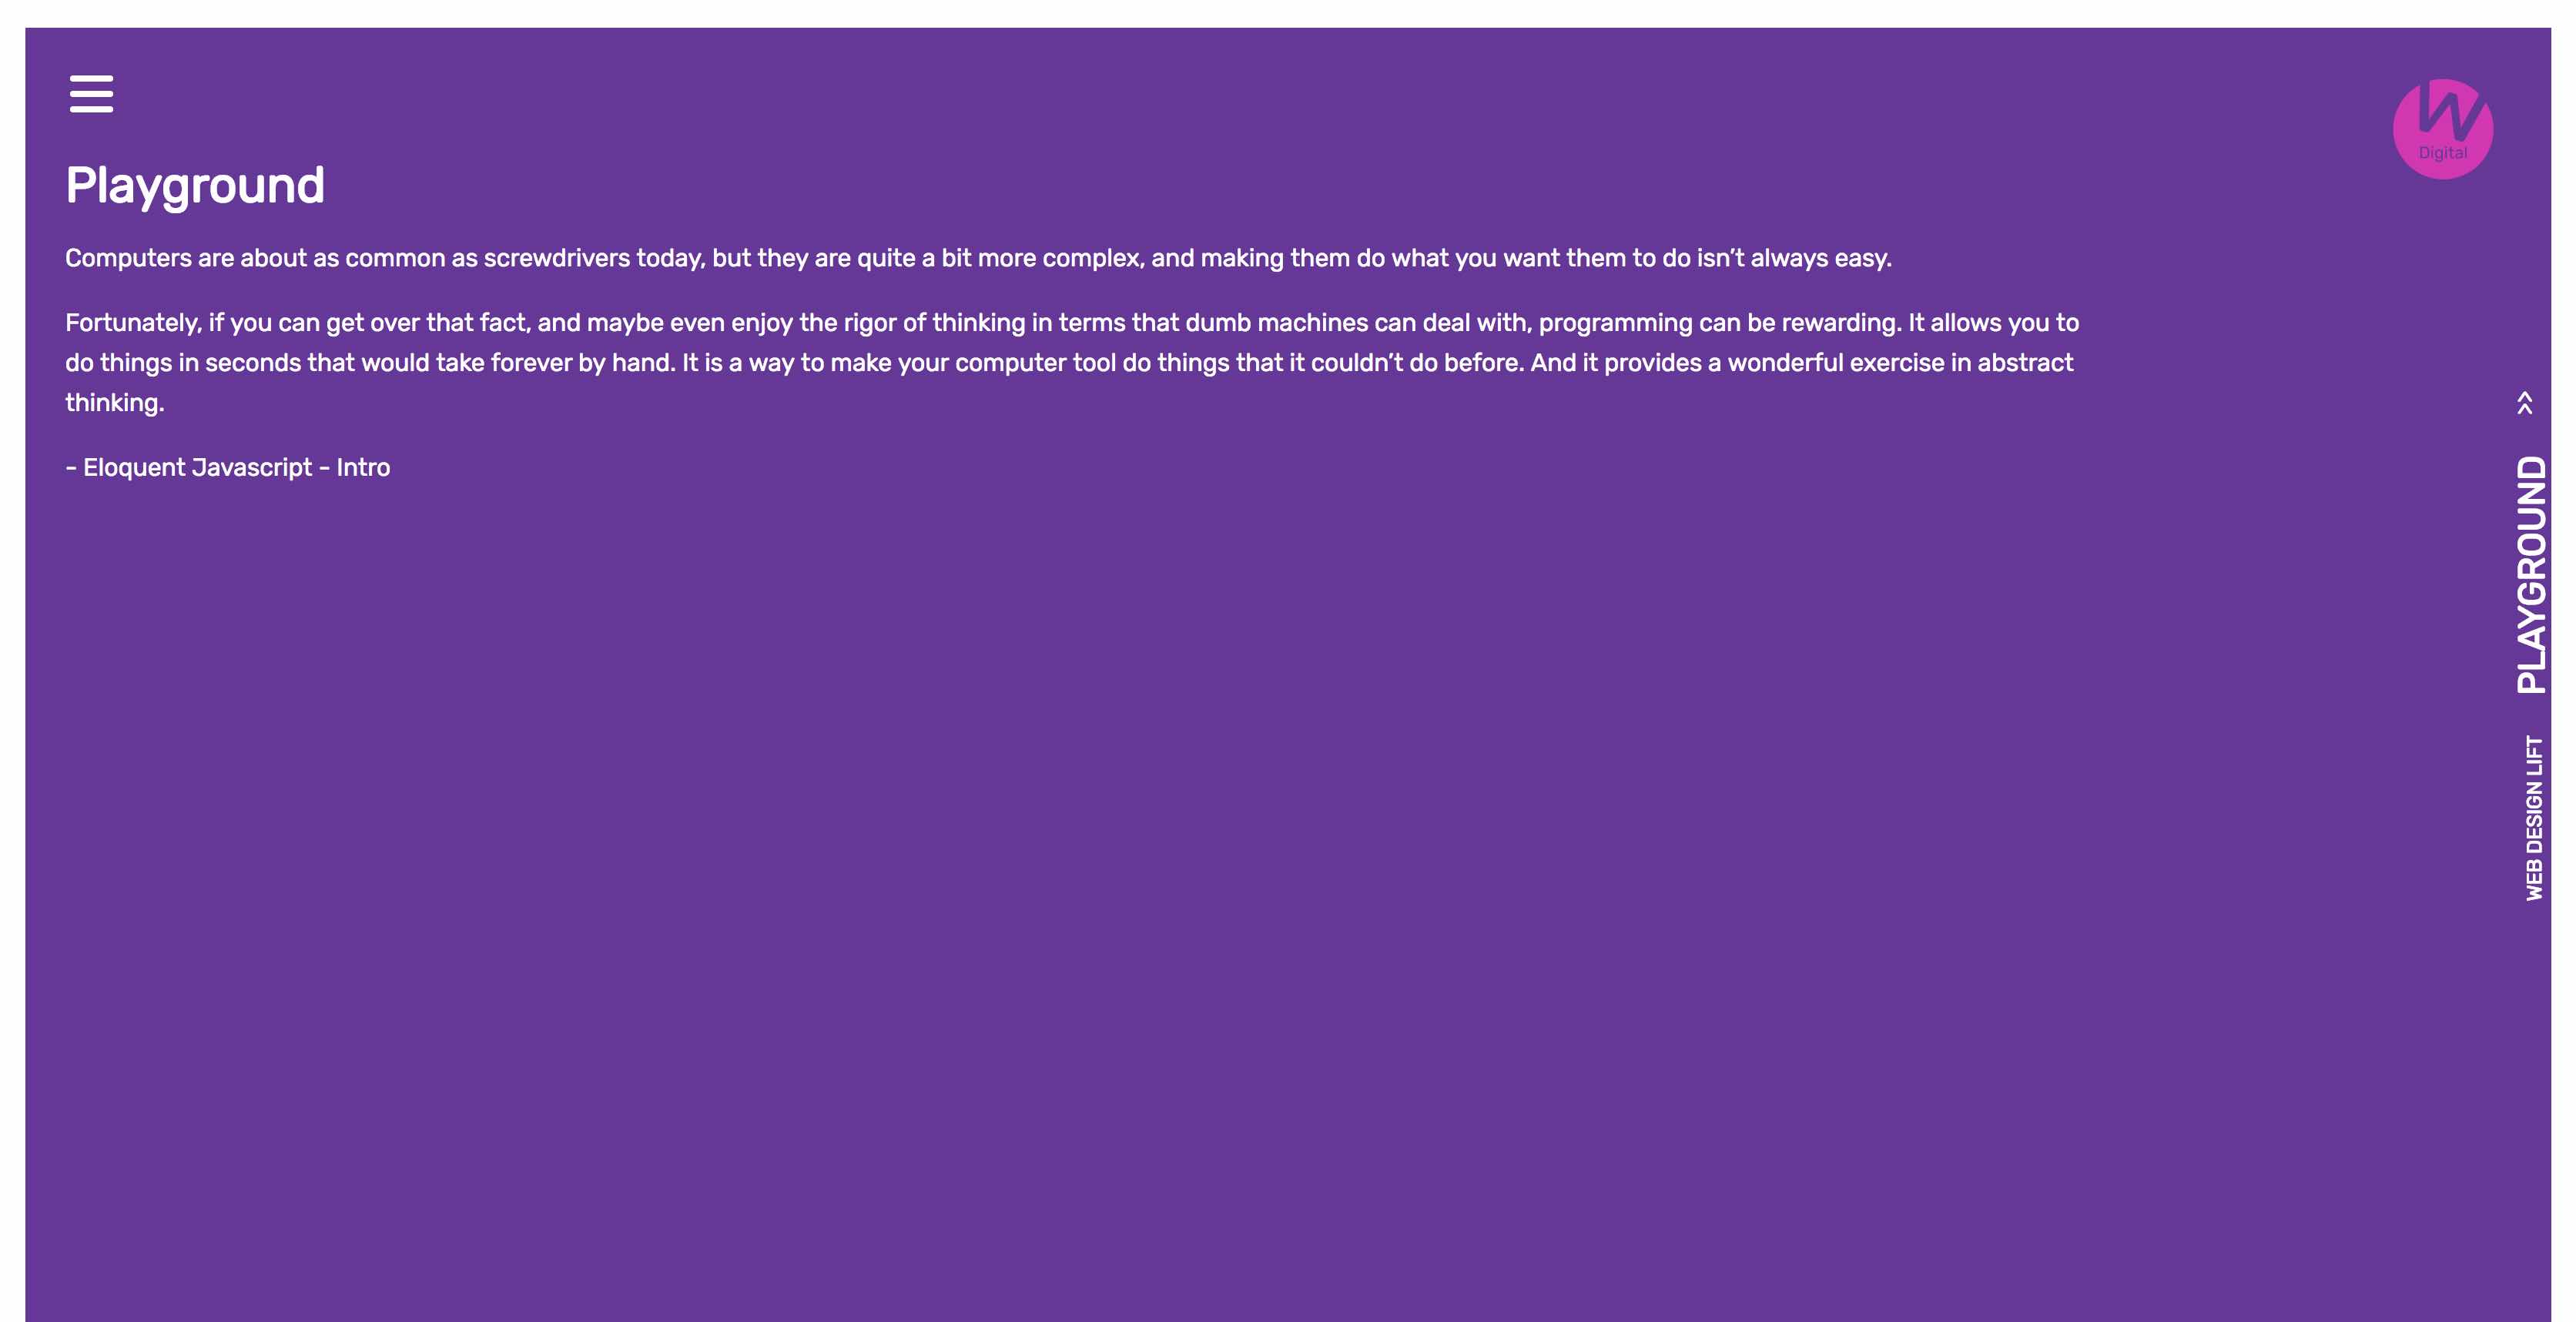 W
Digital
Playground
Computers are about as common as screwdrivers today, but they are quite a bit more complex, and making them do what you want them to do isn’t always easy.
Fortunately, if you can get over that fact, and maybe even enjoy the rigor of thinking in terms that dumb machines can deal with, programming can be rewarding. It allows you to
do things in seconds that would take forever by hand. It is a way to make your computer tool do things that it couldn’t do before. And it provides a wonderful exercise in abstract
thinking.
- Eloquent Javascript - Intro
WEB DESIGN LIFT PLAYGROUND »